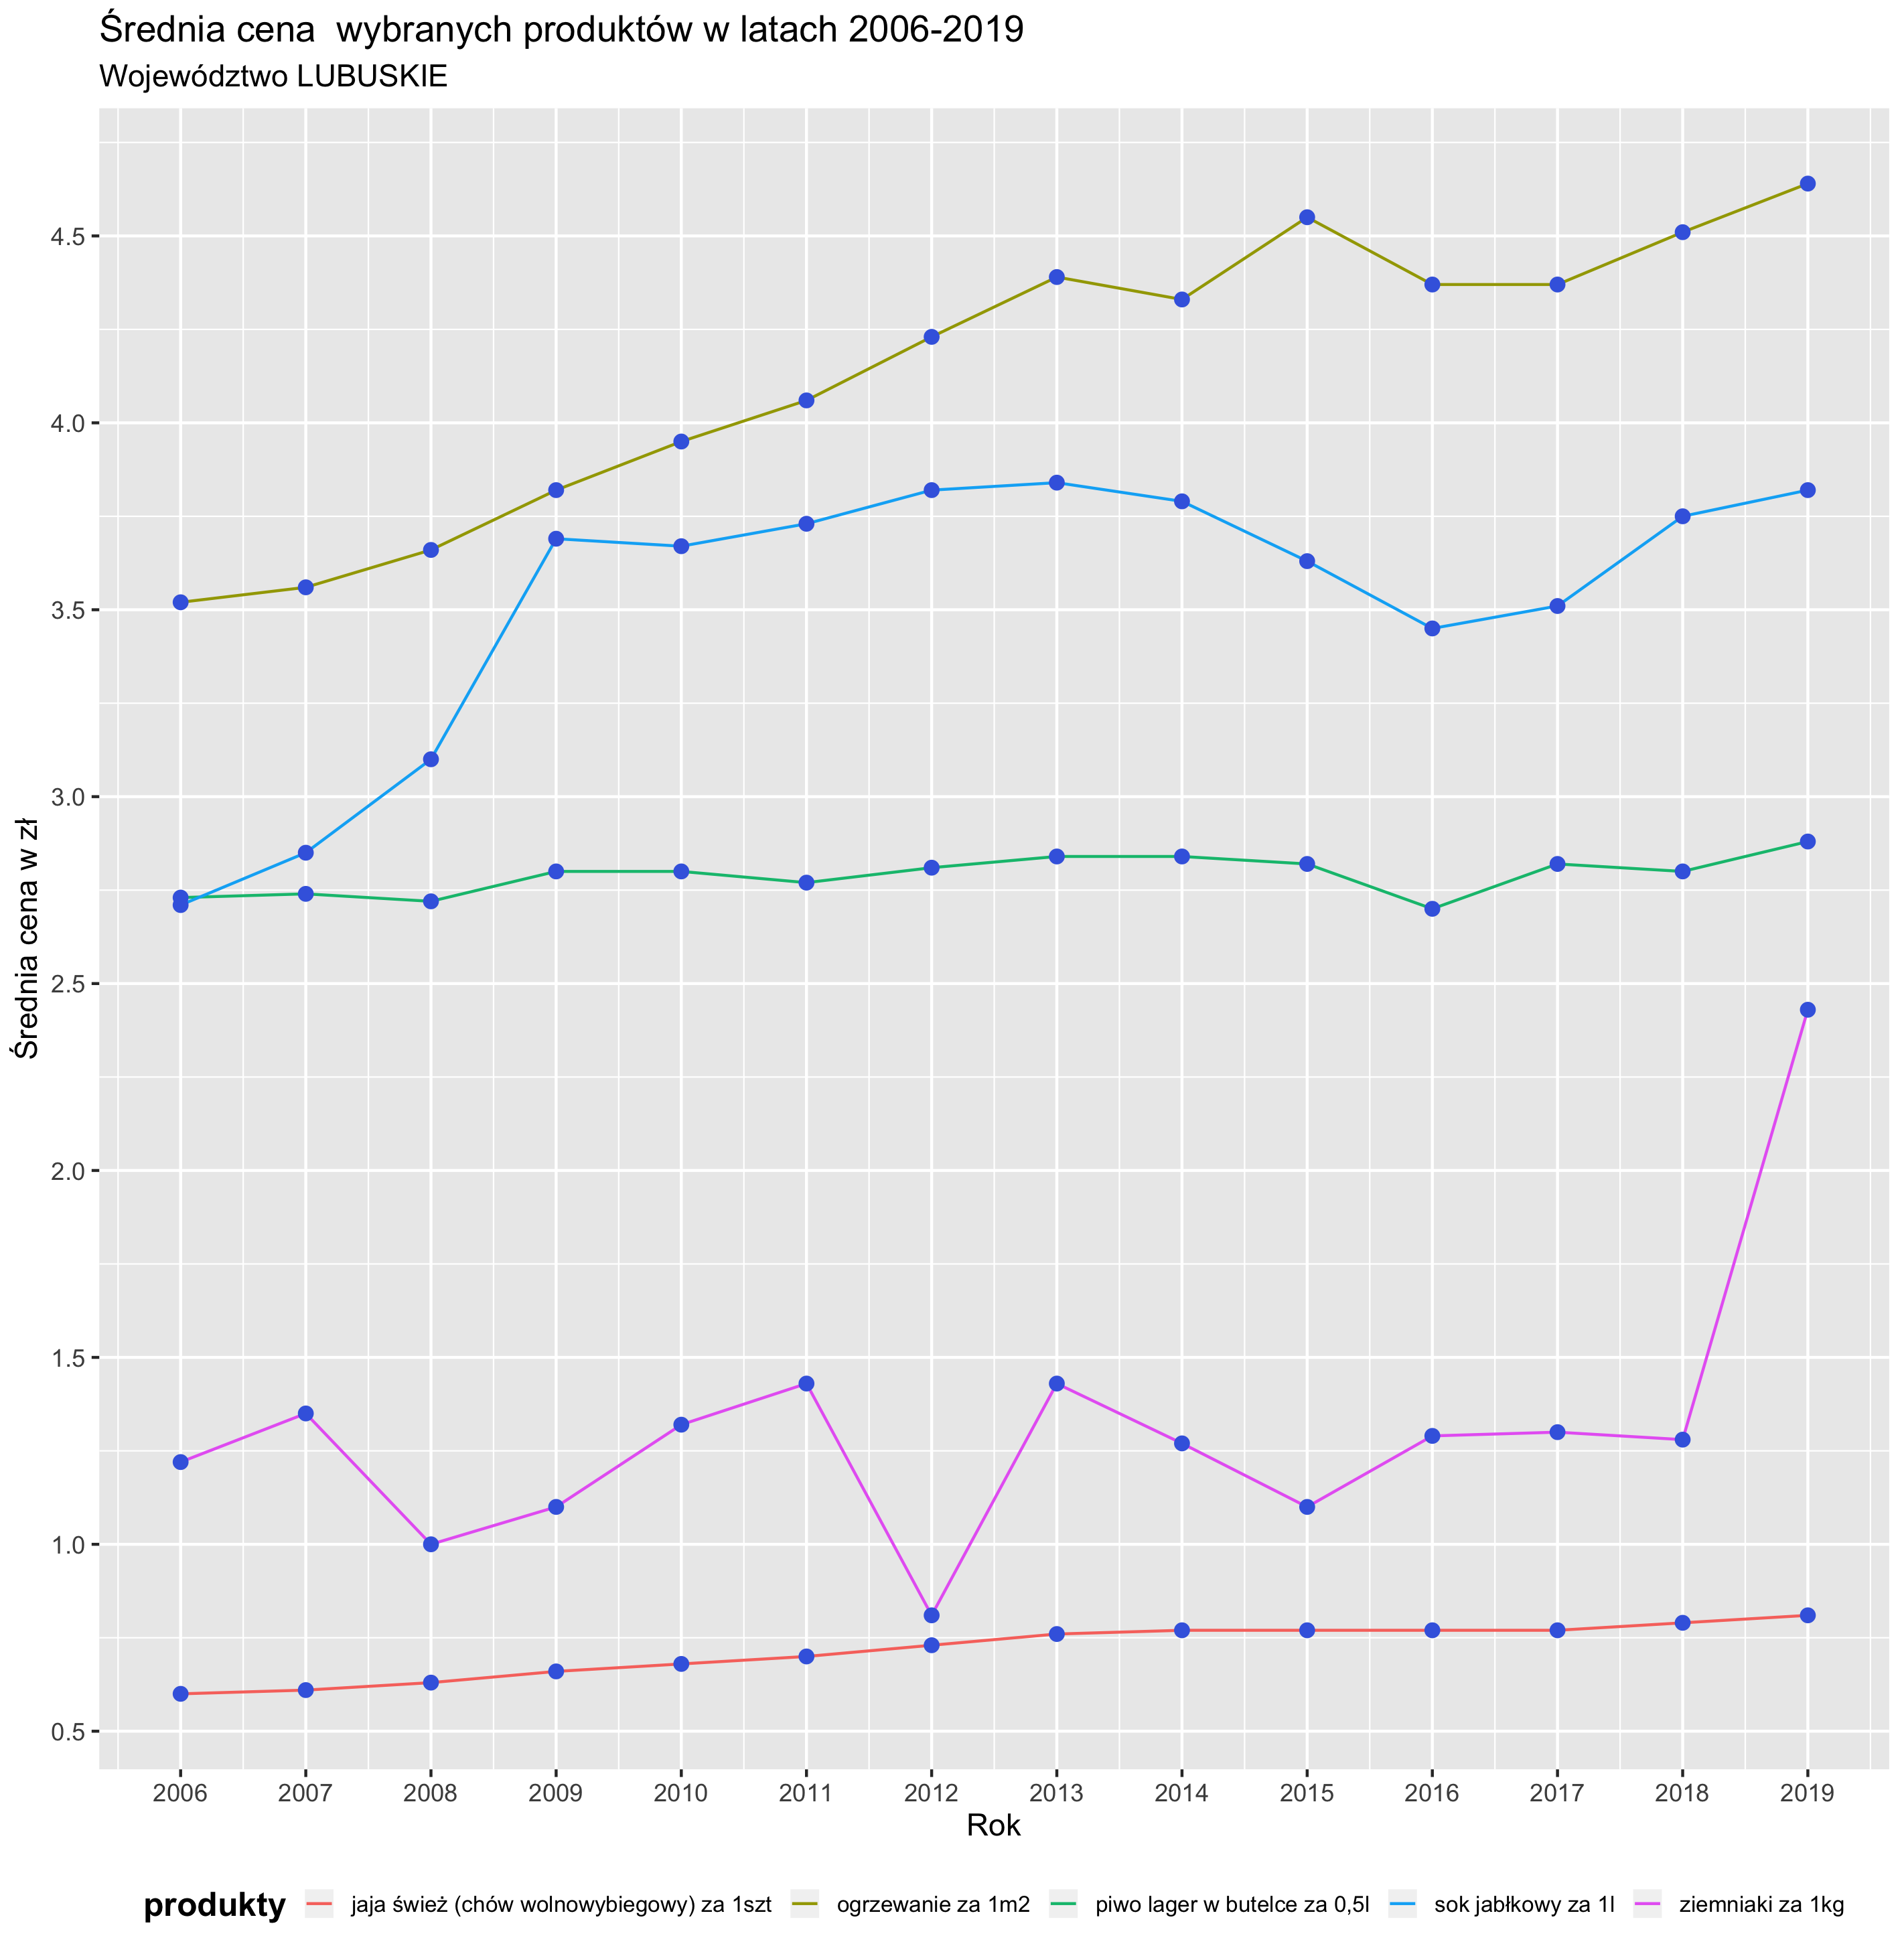 Średnia cena  wybranych produktów w latach 2006-2019
Województwo LUBUSKIE
Średnia cena w zł
4.5
4.0
3.5
3.0
2.5
2.0
1.5
1.0
0.5
2006 2007 2008 2009 2010 2011 2012 2013 2014 2015 2016 2017 2018 2019
Rok
produkty jaja śwież (chów wolnowybiegowy) za 1szt ogrzewanie za 1m2 piwo lager w butelce za 0,5l sok jabłkowy za 1l ziemniaki za 1kg